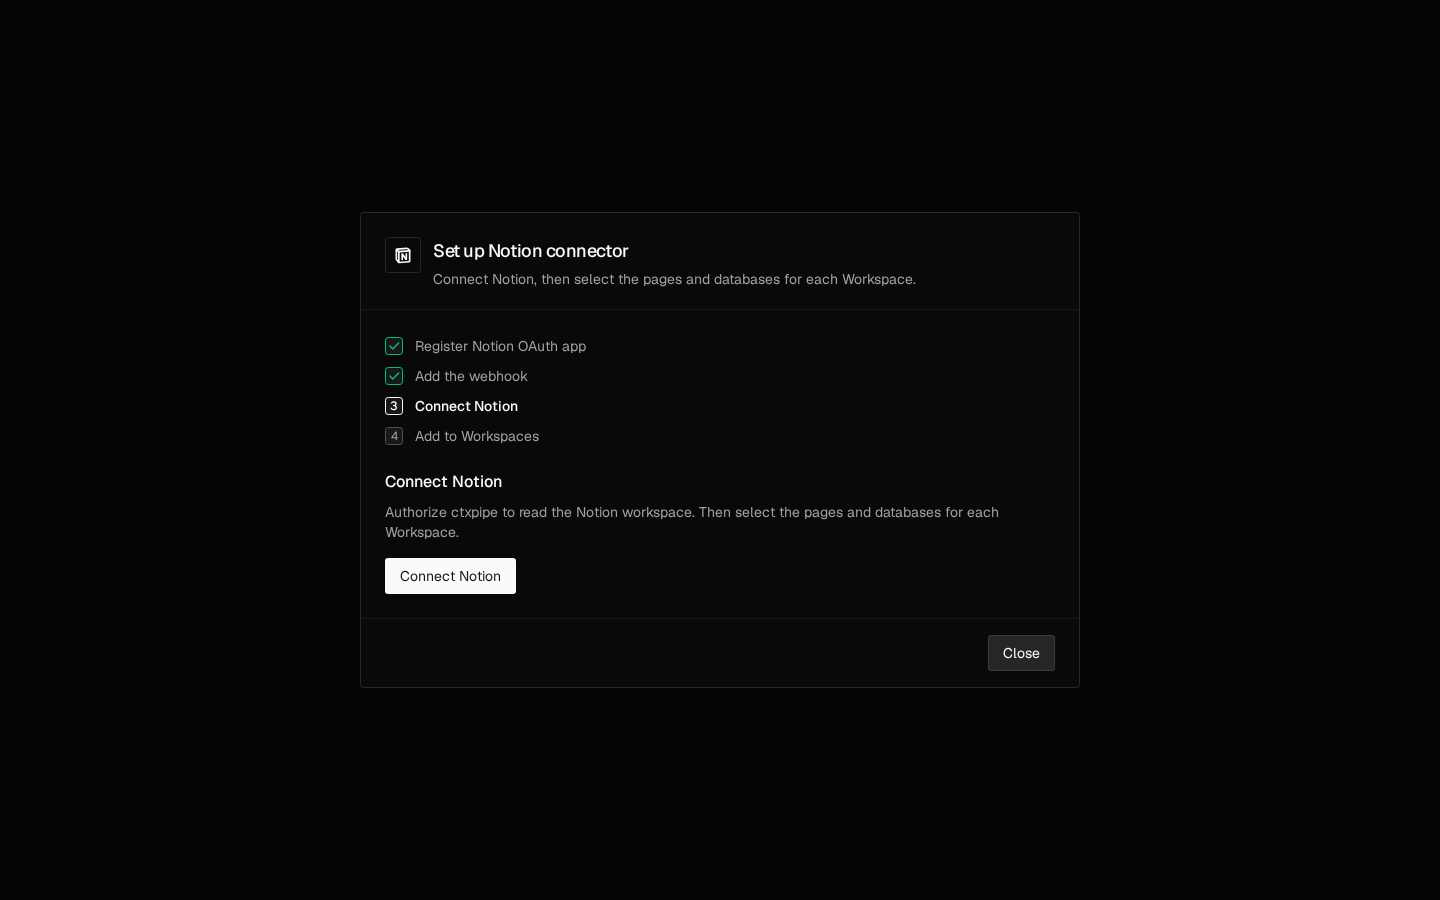 Set up Notion connector
Connect Notion, then select the pages and databases for each Workspace.
Register Notion OAuth app
Add the webhook
3 Connect Notion
4 Add to Workspaces
Connect Notion
Authorize ctxpipe to read the Notion workspace. Then select the pages and databases for each
Workspace.
Connect Notion
Close